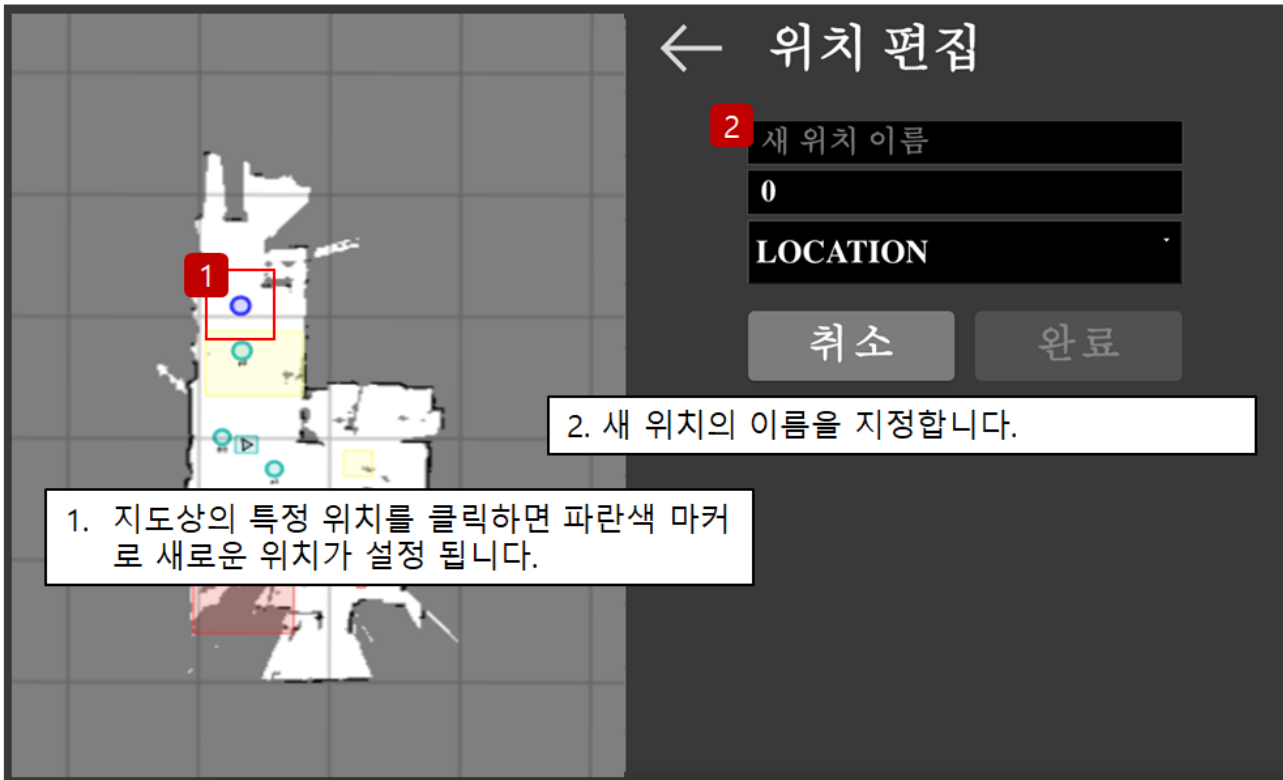 ← 위치 편집
2
새 위치 이름
0
LOCATION
취소
완료
1
2. 새 위치의 이름을 지정합니다.
1. 지도상의 특정 위치를 클릭하면 파란색 마커
로 새로운 위치가 설정 됩니다.